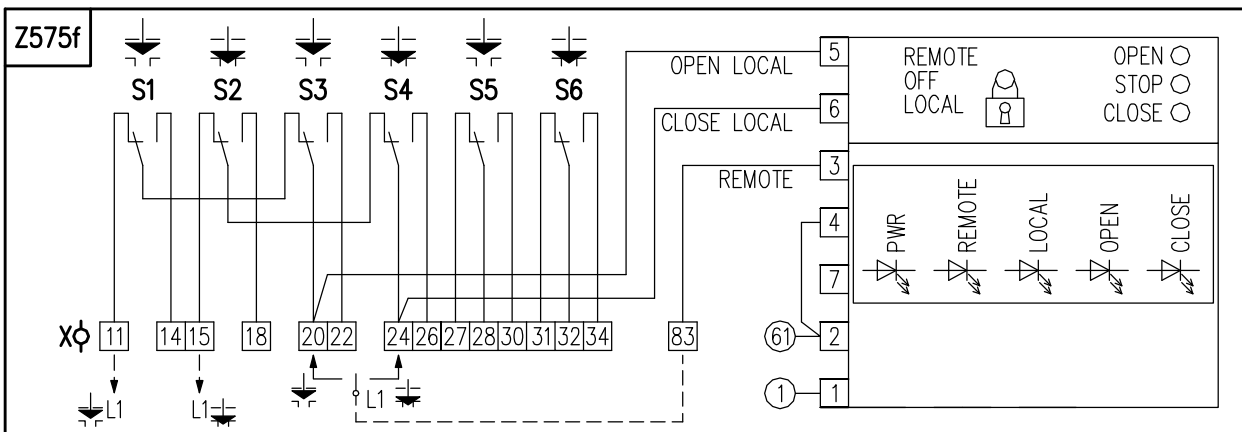 Z575f
S1 S2 S3 S4 S5 S6
OPEN LOCAL
CLOSE LOCAL
REMOTE
5
6
3
4
7
2
1
61
1
REMOTE
OFF
LOCAL
OPEN
STOP
CLOSE
PWR
REMOTE
LOCAL
OPEN
CLOSE
X 11 14 15 18 20 22 24 26 27 28 30 31 32 34 83
L1 L1 L1